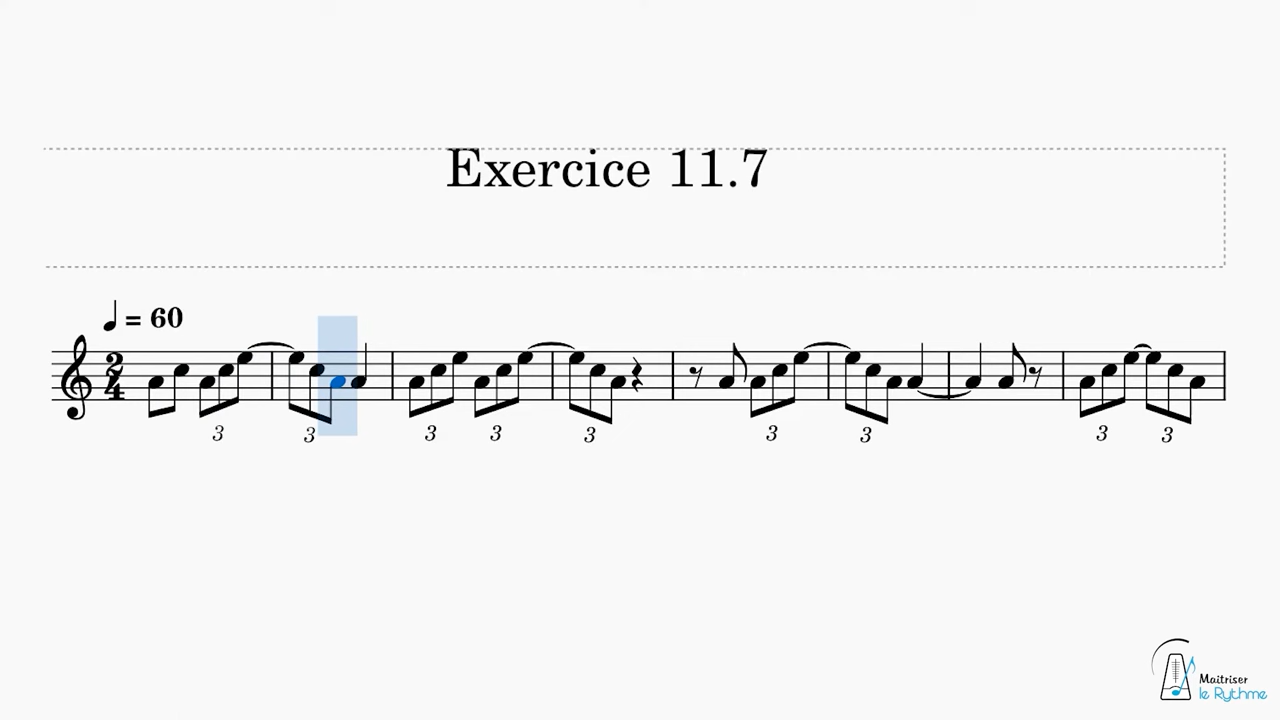 Exercice 11.7
= 60
2
4
3 3 3 3 3 3 3 3 3
Maitriser
le Rythme